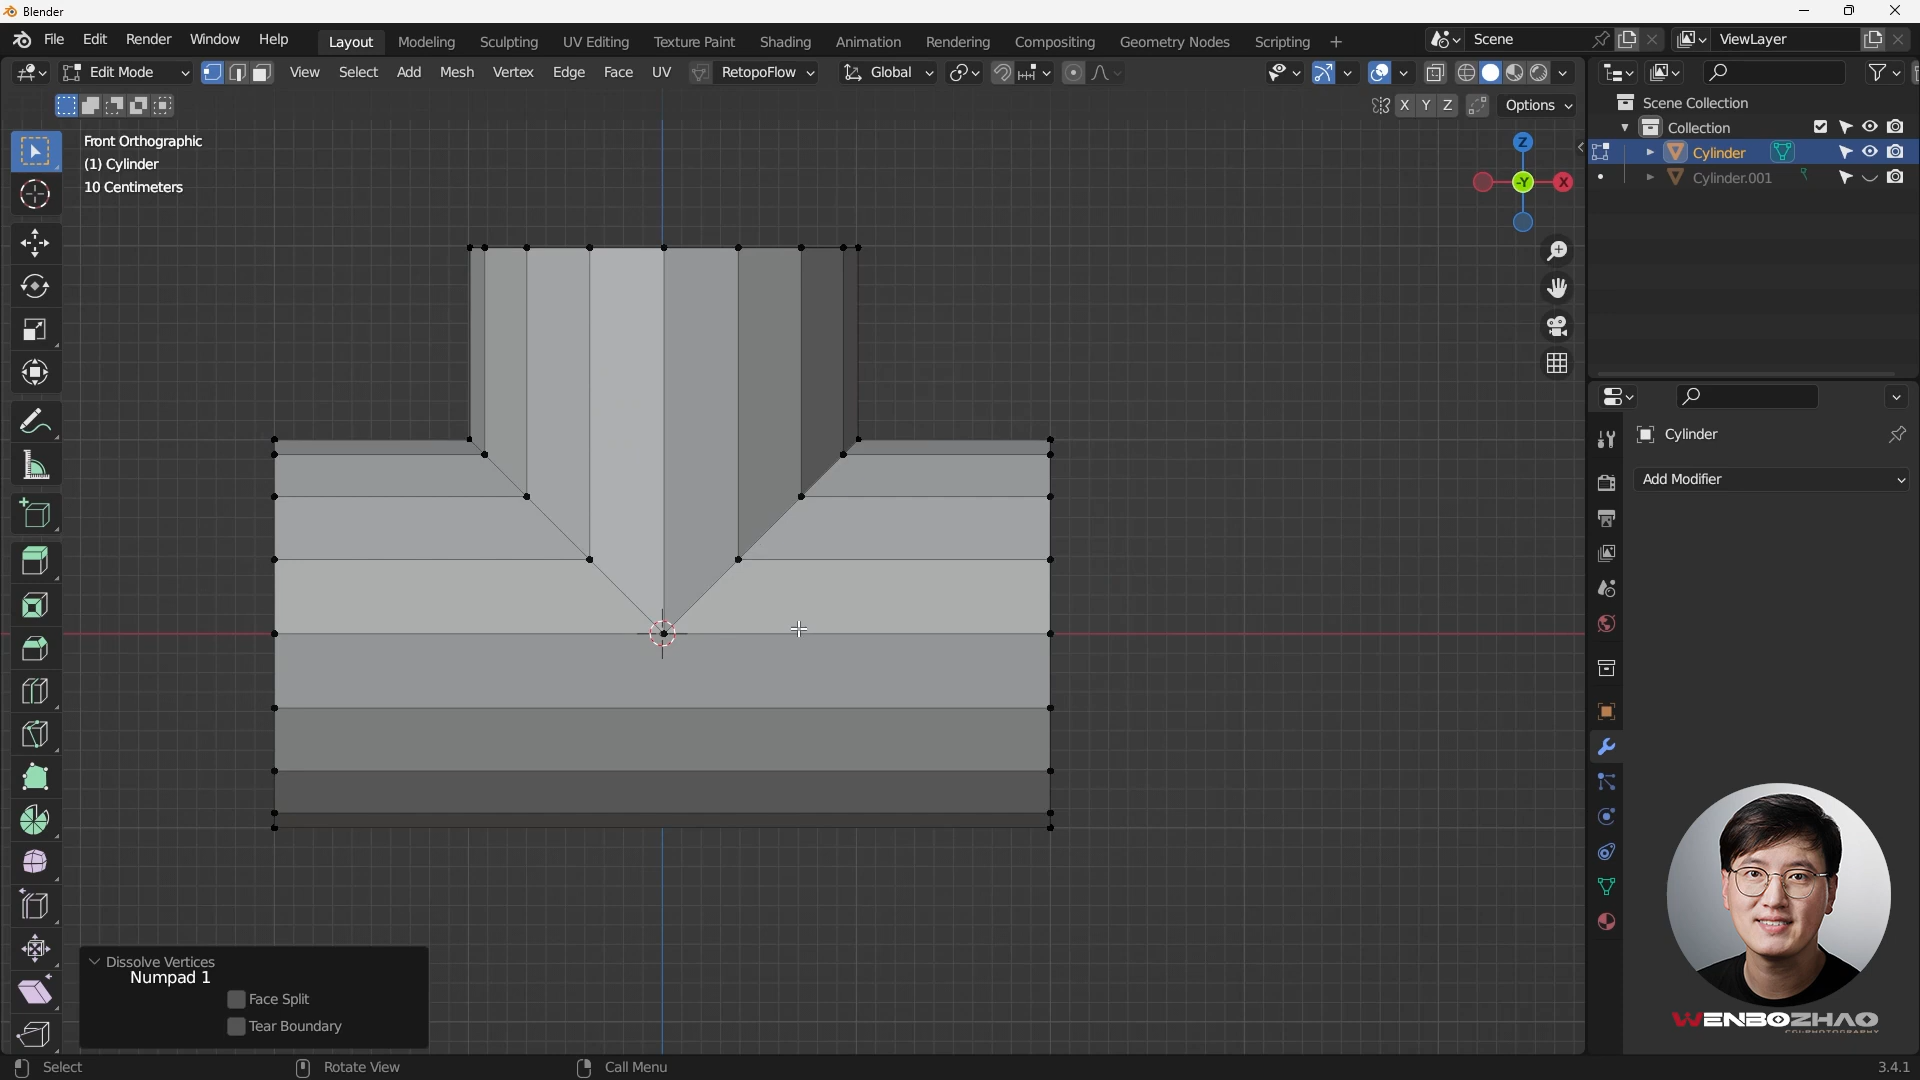 Blender
File Edit Render Window Help Layout Modeling Sculpting UV Editing Texture Paint Shading Animation Rendering Compositing Geometry Nodes Scripting + Scene ViewLayer
Edit Mode View Select Add Mesh Vertex Edge Face UV RetopoFlow Global
X Y Z Options
Scene Collection
Collection
Cylinder
Cylinder.001
Front Orthographic
(1) Cylinder
10 Centimeters
Z
-Y X
Cylinder
Add Modifier
Dissolve Vertices
Numpad 1
Face Split
Tear Boundary
WENBOZHAO
Select Rotate View Call Menu 3.4.1